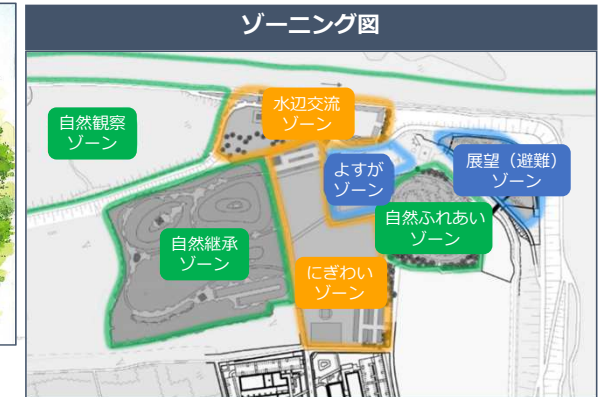 ゾーニング図
水辺交流
ゾーン
自然観察
ゾーン
よすが
ゾーン
展望（避難）
ゾーン
自然ふれあい
ゾーン
自然継承
ゾーン
にぎわい
ゾーン